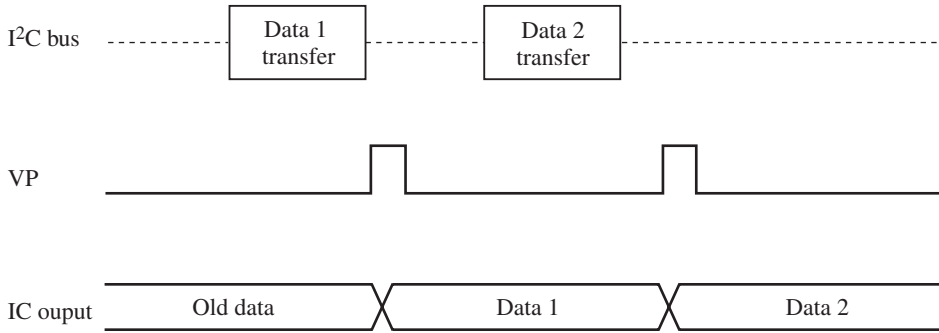 I²C bus
Data 1
transfer
Data 2
transfer
VP
IC ouput
Old data
Data 1
Data 2